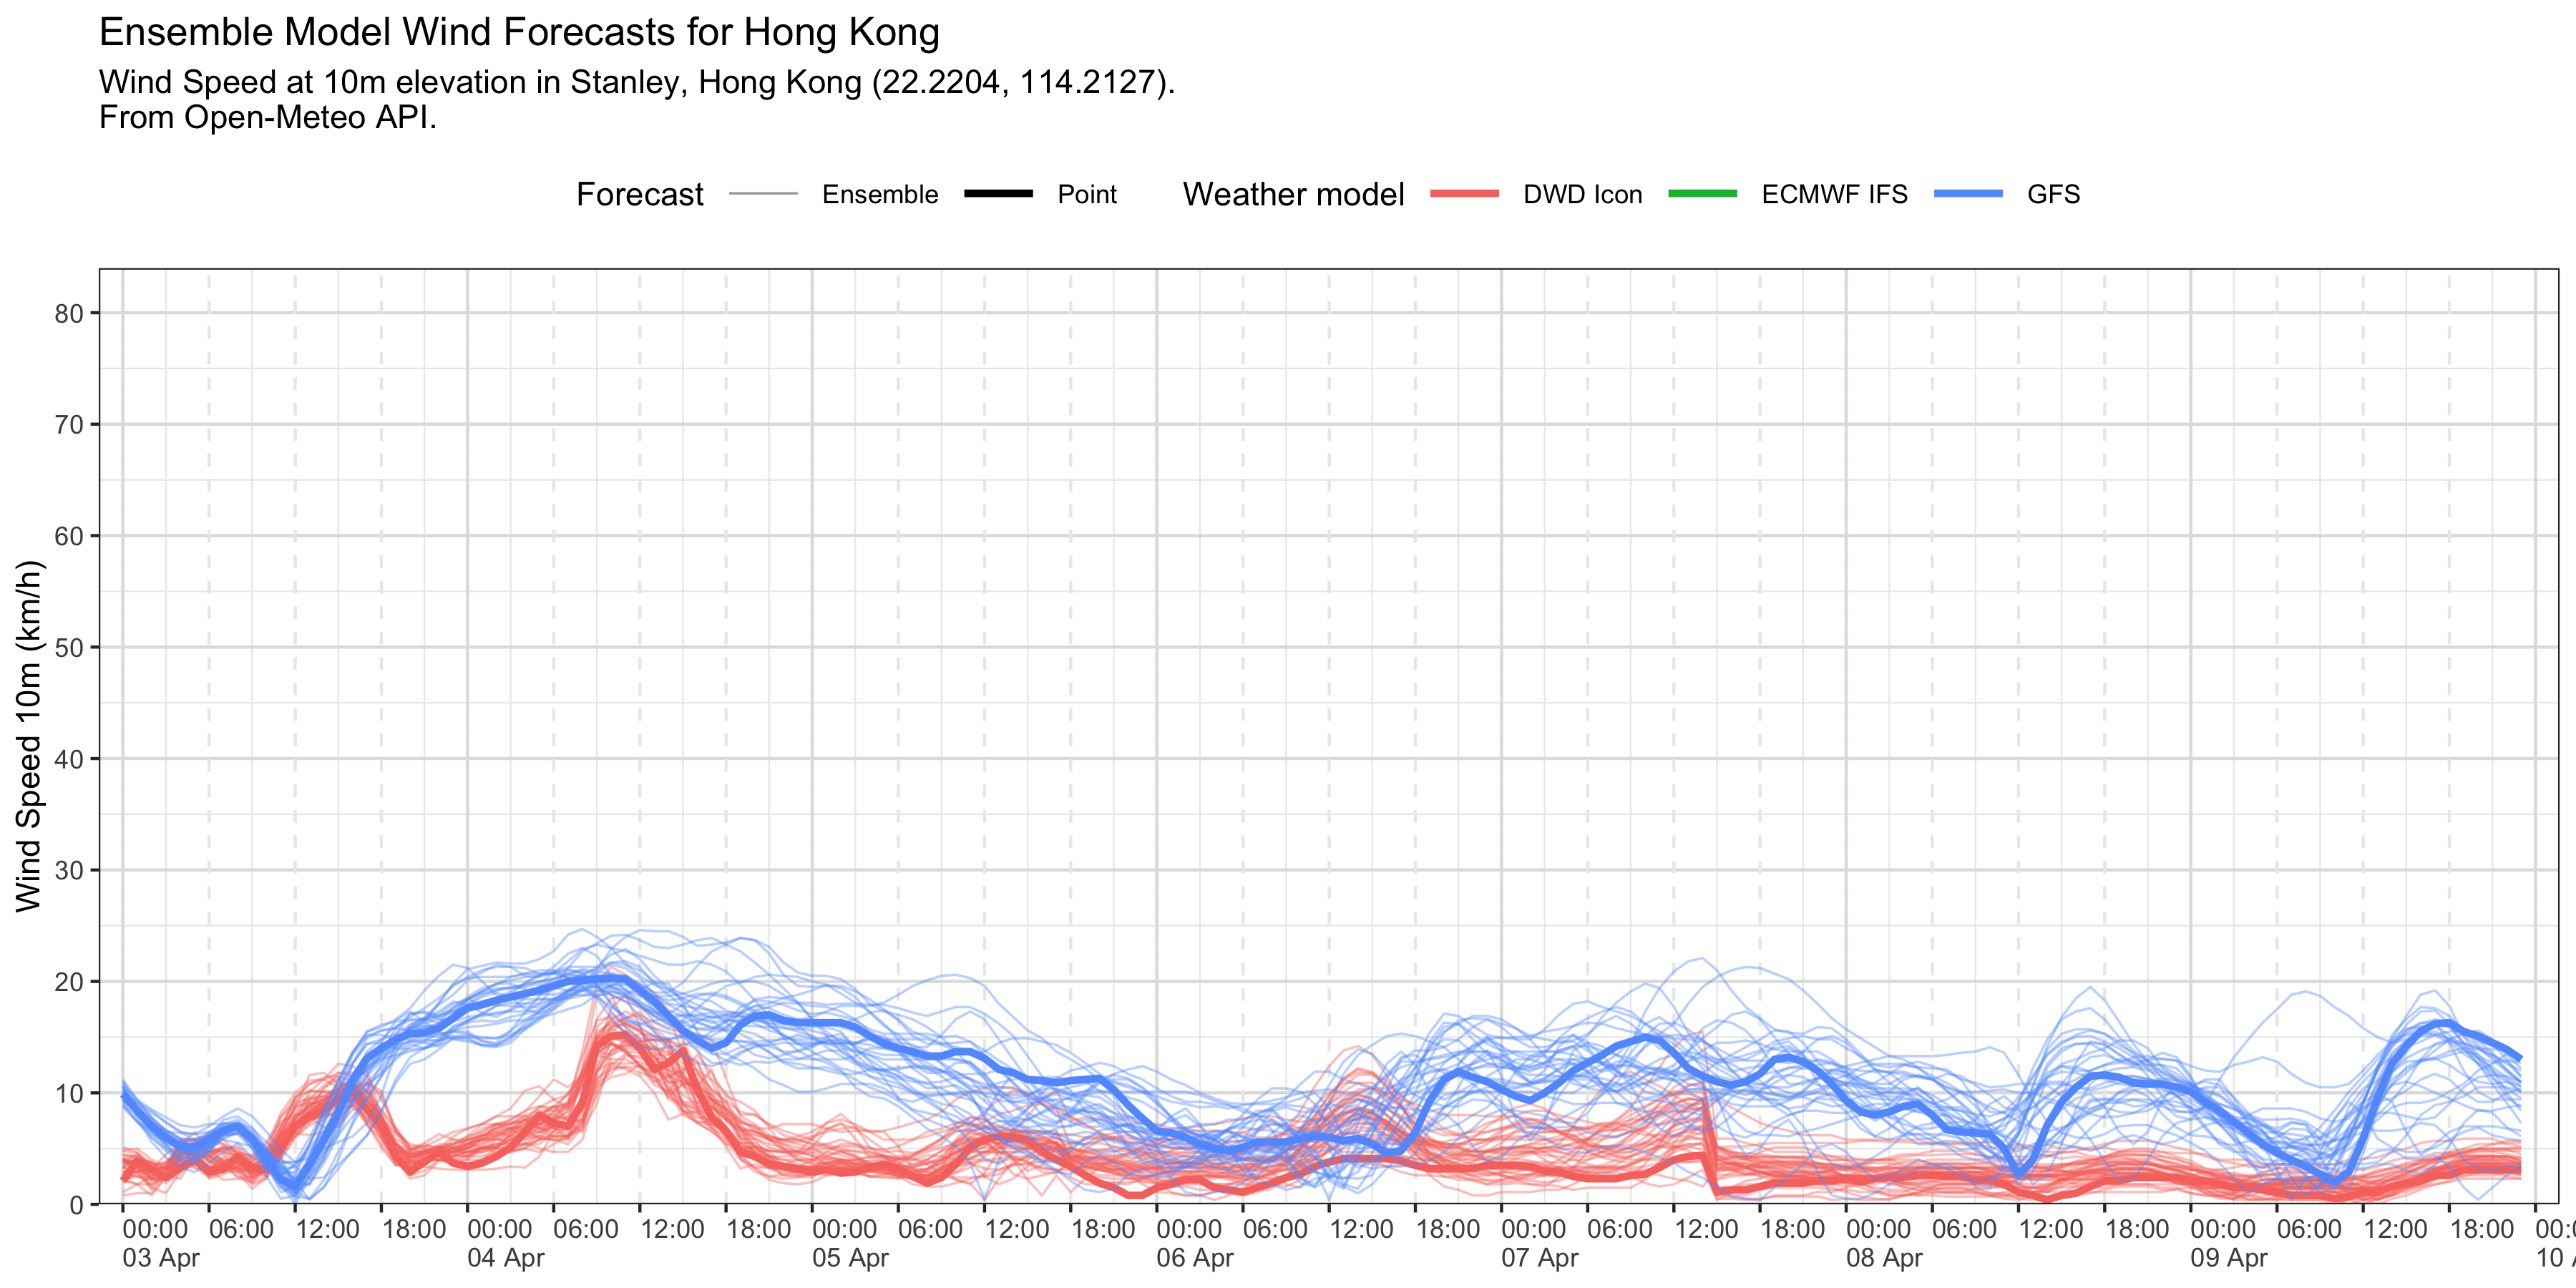 Ensemble Model Wind Forecasts for Hong Kong
Wind Speed at 10m elevation in Stanley, Hong Kong (22.2204, 114.2127).
From Open-Meteo API.
Forecast Ensemble Point Weather model DWD Icon ECMWF IFS GFS
80
70
60
50
40
30
20
10
0
Wind Speed 10m (km/h)
00:00 06:00 12:00 18:00 00:00 06:00 12:00 18:00 00:00 06:00 12:00 18:00 00:00 06:00 12:00 18:00 00:00 06:00 12:00 18:00 00:00 06:00 12:00 18:00 00:00 06:00 12:00 18:00
03 Apr 04 Apr 05 Apr 06 Apr 07 Apr 08 Apr 09 Apr 10